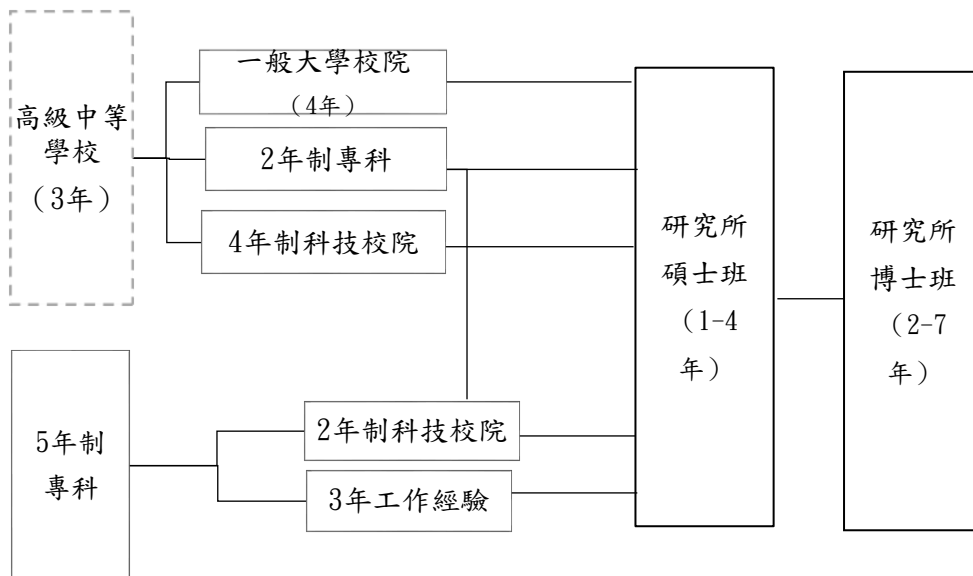 高級中等
學校
（3年）
一般大學校院
（4年）
2年制專科
4年制科技校院
5年制
專科
2年制科技校院
3年工作經驗
研究所
碩士班
（1-4
年）
研究所
博士班
（2-7
年）